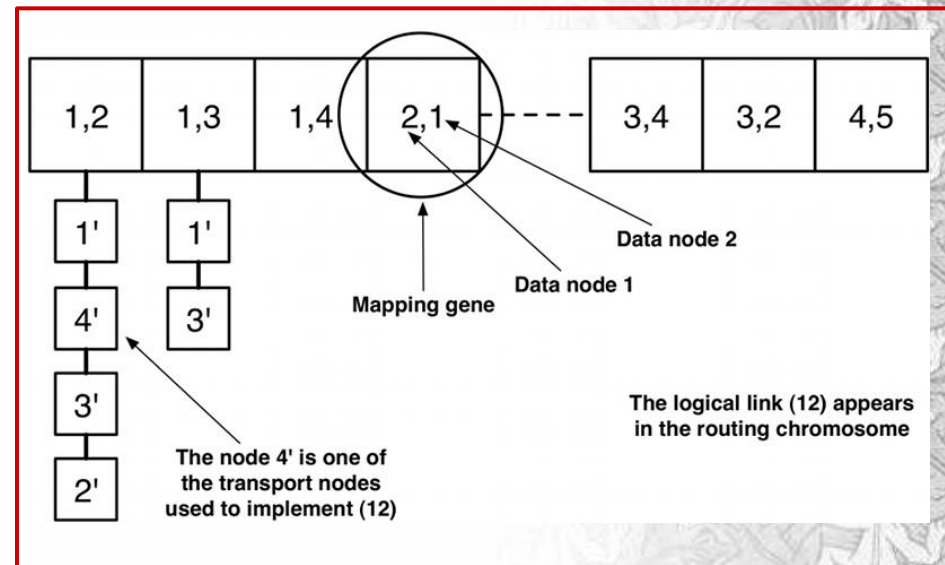 1,2 1,3 1,4 2,1 3,4 3,2 4,5
1' 1'
Data node 2
Data node 1
Mapping gene
4' 3'
3'
The logical link (12) appears
in the routing chromosome
The node 4' is one of
the transport nodes
used to implement (12)
2'